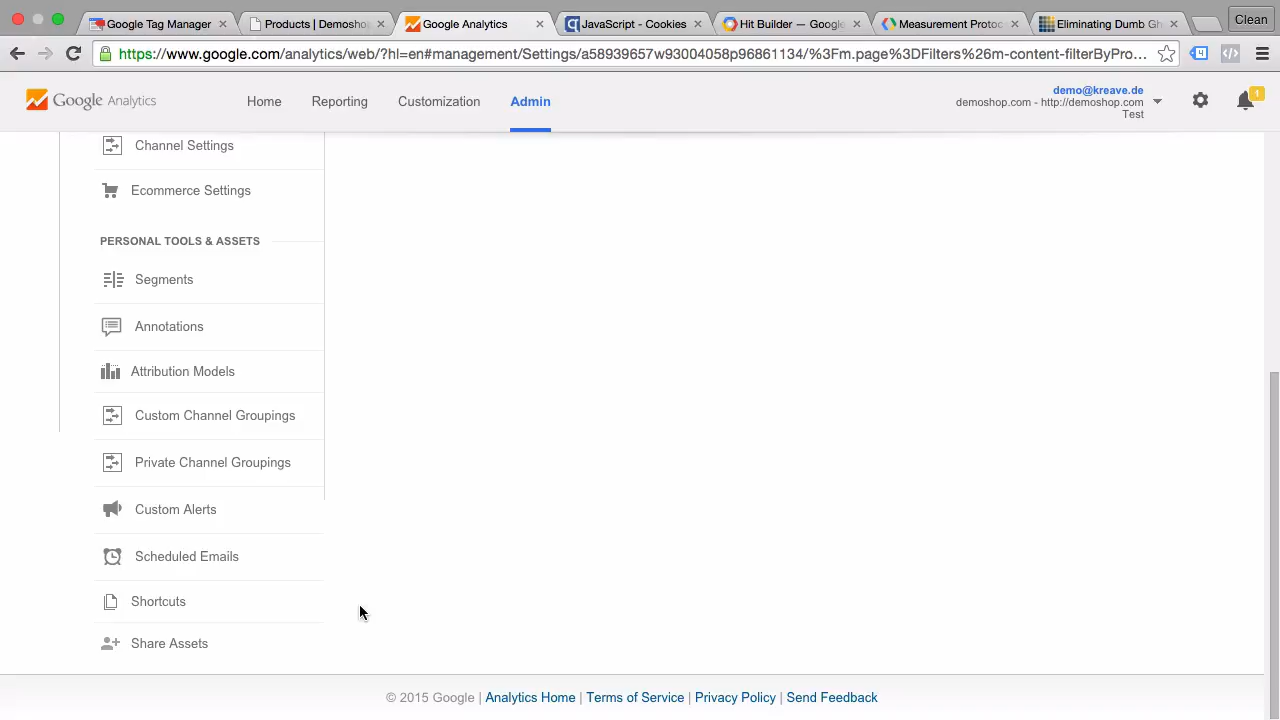 Google Tag Manager
Products | Demosho
Google Analytics
JavaScript - Cookies
Hit Builder — Google
Measurement Protoc
Eliminating Dumb Gh
Clean
https://www.google.com/analytics/web/?hl=en#management/Settings/a58939657w93004058p96861134/%3Fm.page%3DFilters%26m-content-filterByPro...
4
Google Analytics
Home
Reporting
Customization
Admin
demo@kreave.de
demoshop.com - http://demoshop.com
Test
1
Channel Settings
Ecommerce Settings
PERSONAL TOOLS & ASSETS
Segments
Annotations
Attribution Models
Custom Channel Groupings
Private Channel Groupings
Custom Alerts
Scheduled Emails
Shortcuts
Share Assets
© 2015 Google | Analytics Home | Terms of Service | Privacy Policy | Send Feedback